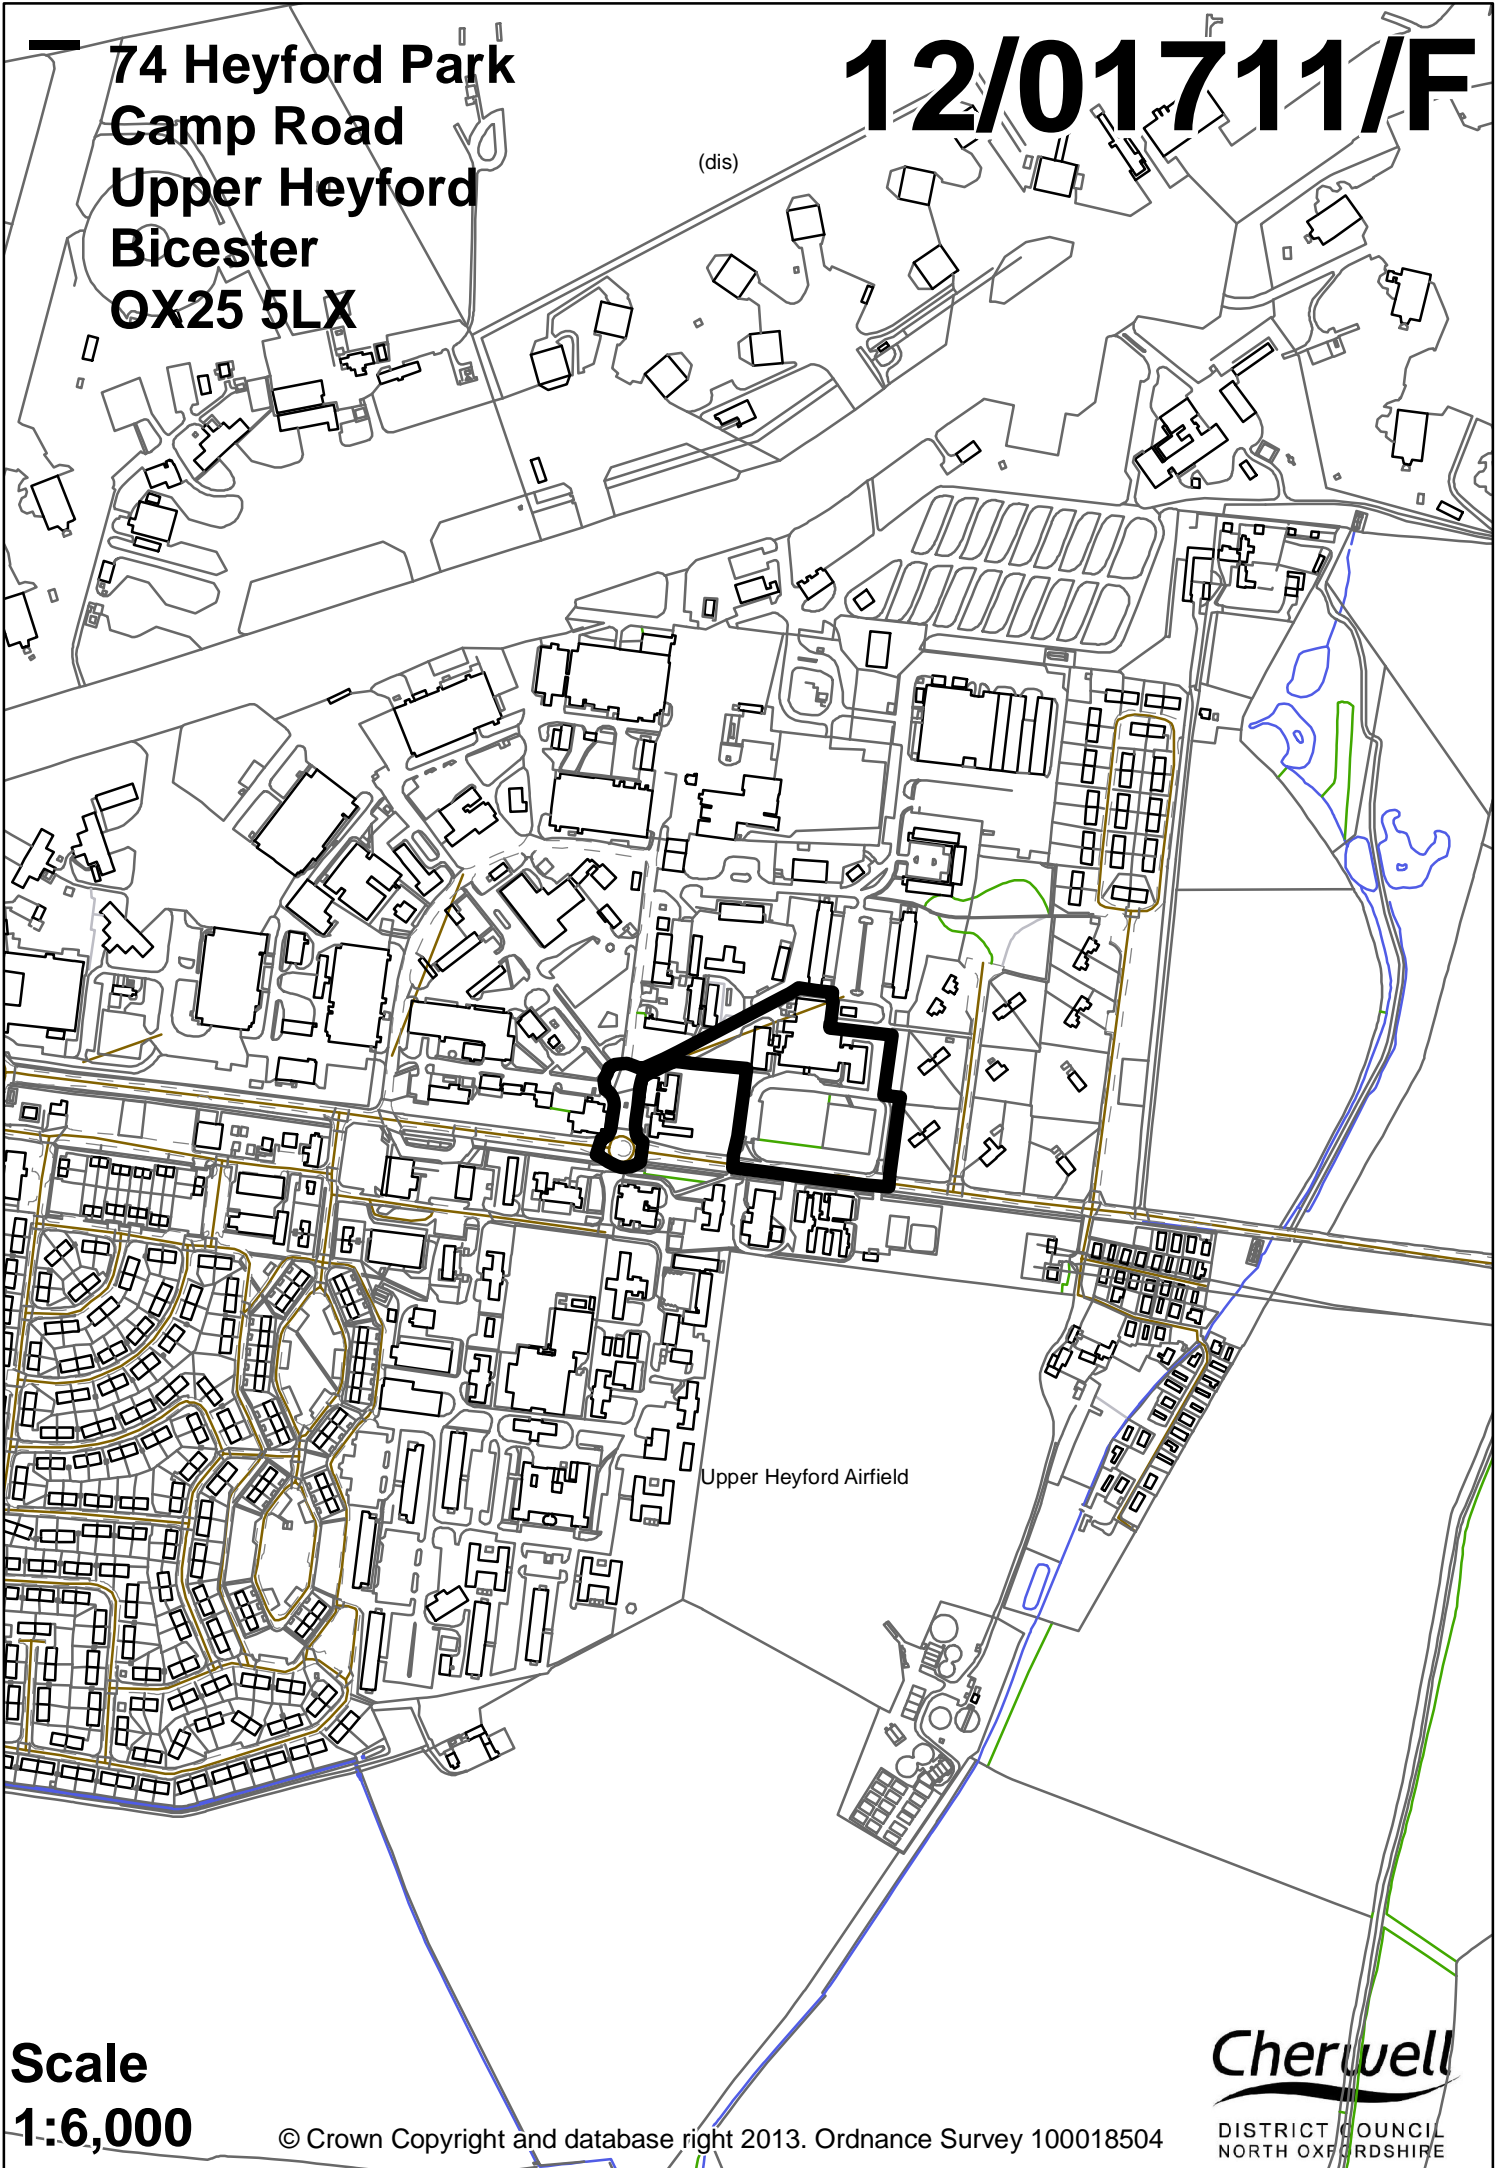 74 Heyford Park
Camp Road
Upper Heyford
Bicester
OX25 5LX
12/01711/F
(dis)
Upper Heyford Airfield
Scale
1:6,000
© Crown Copyright and database right 2013. Ordnance Survey 100018504
Cherwell
DISTRICT COUNCIL
NORTH OXFORDSHIRE